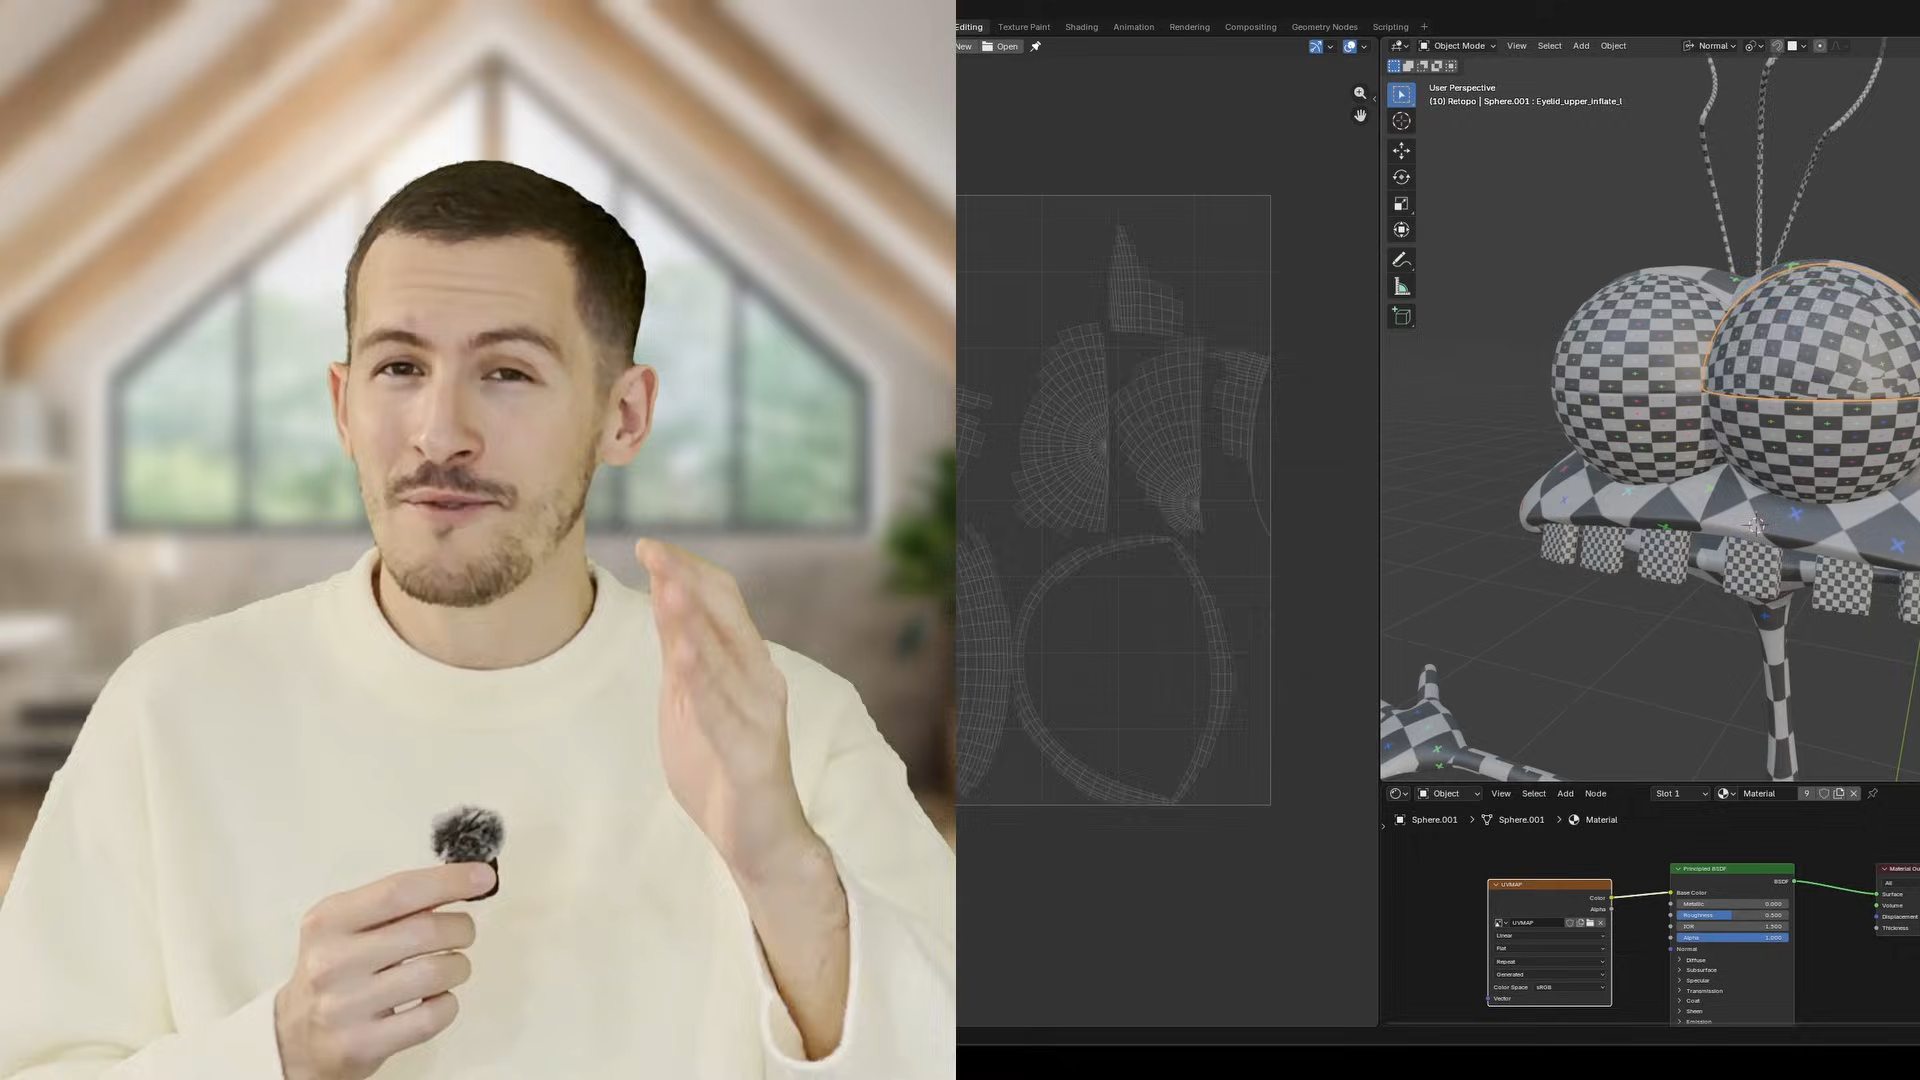 Editing Texture Paint Shading Animation Rendering Compositing Geometry Nodes Scripting +
New Open
Object Mode View Select Add Object Normal
User Perspective
(10) Retopo | Sphere.001 : Eyelid_upper_inflate_l
Object View Select Add Node Slot 1 Material 9
Sphere.001 > Sphere.001 > Material
UVMAP
Color
Alpha
UVMAP
Linear
Flat
Repeat
Generated
Color Space sRGB
Vector
Principled BSDF
BSDF
Base Color
Metallic 0.000
Roughness 0.500
IOR 1.500
Alpha 1.000
Normal
Diffuse
Subsurface
Specular
Transmission
Coat
Sheen
Emission
Material Ou
All
Surface
Volume
Displacement
Thickness